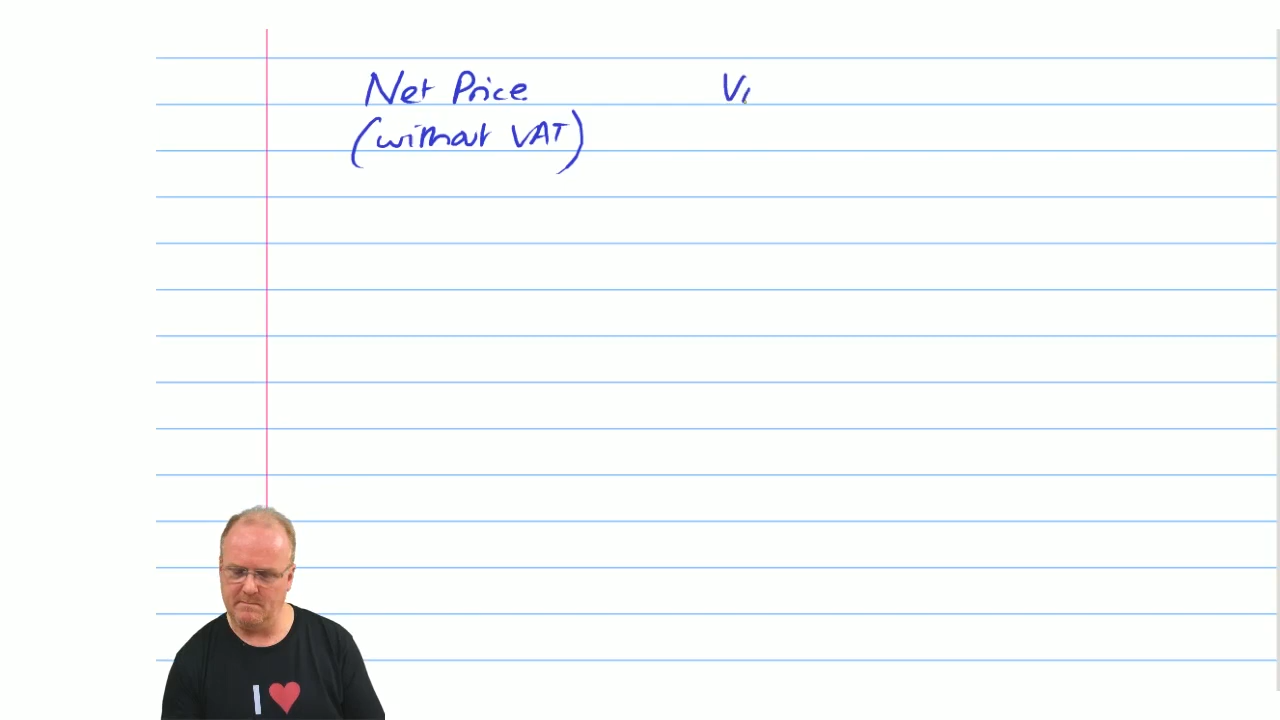 Net Price
(without VAT)
V
I ❤